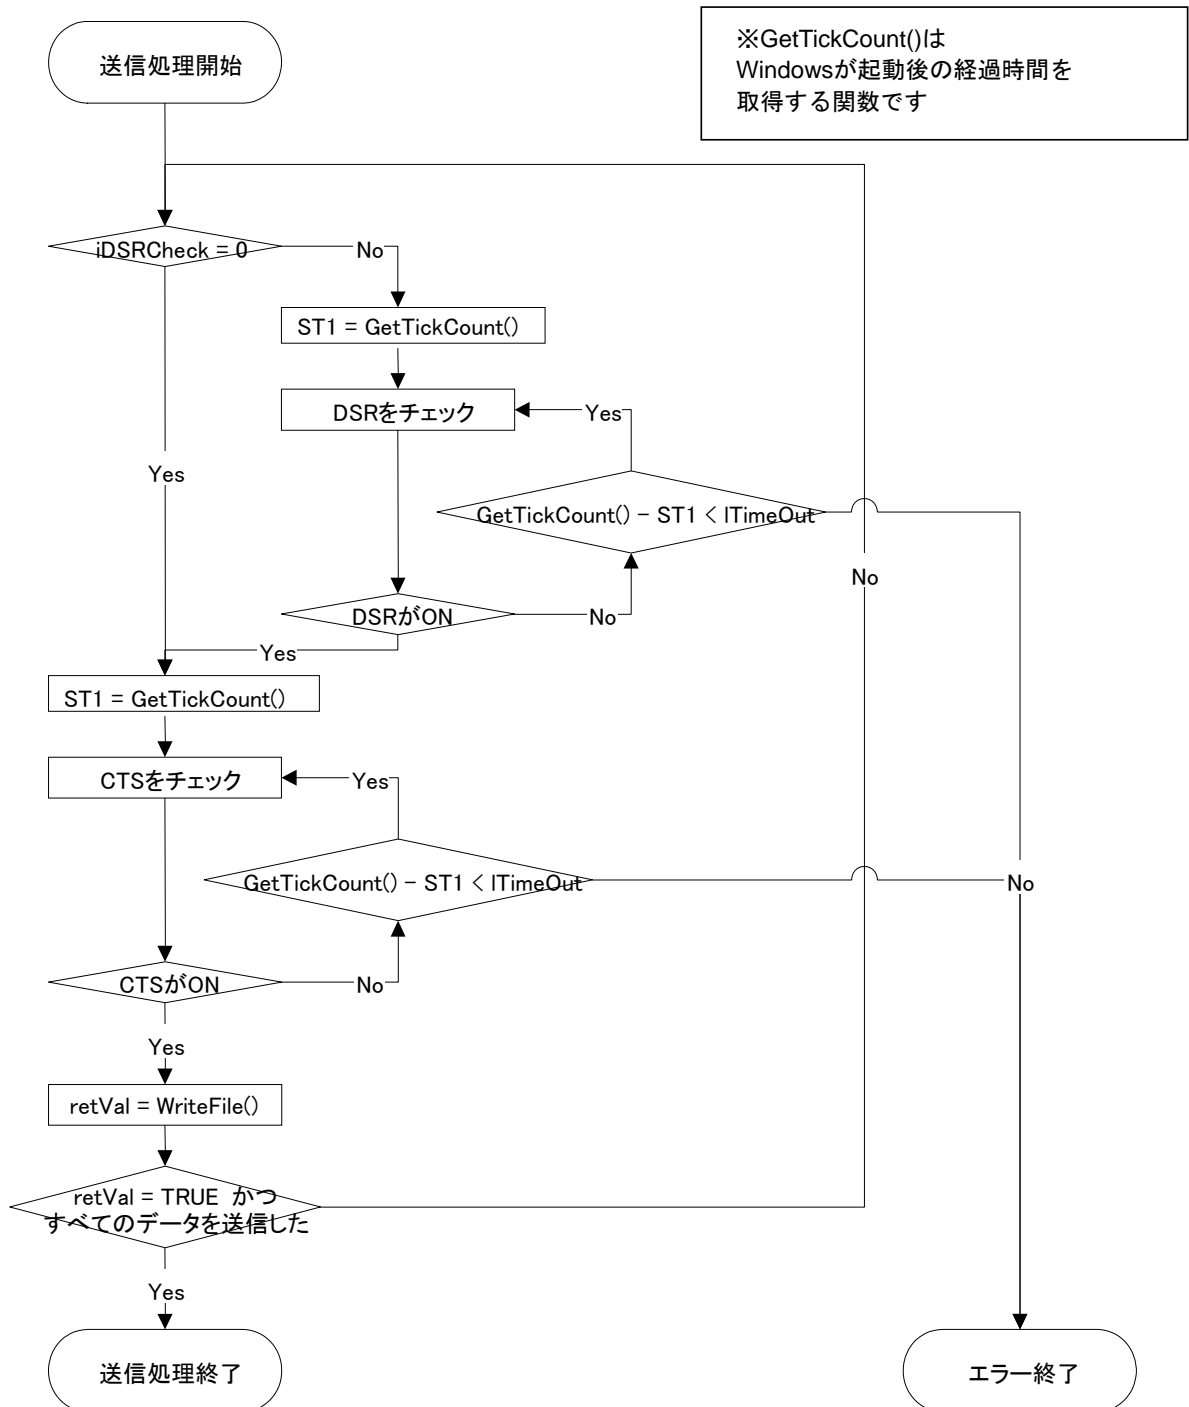 送信処理開始
※GetTickCount()は
Windowsが起動後の経過時間を
取得する関数です
iDSRCheck = 0
No
ST1 = GetTickCount()
DSRをチェック
Yes
Yes
GetTickCount() - ST1 < lTimeOut
No
DSRがON
No
Yes
ST1 = GetTickCount()
CTSをチェック
Yes
GetTickCount() - ST1 < lTimeOut
No
CTSがON
No
Yes
retVal = WriteFile()
retVal = TRUE かつ
すべてのデータを送信した
Yes
送信処理終了
エラー終了